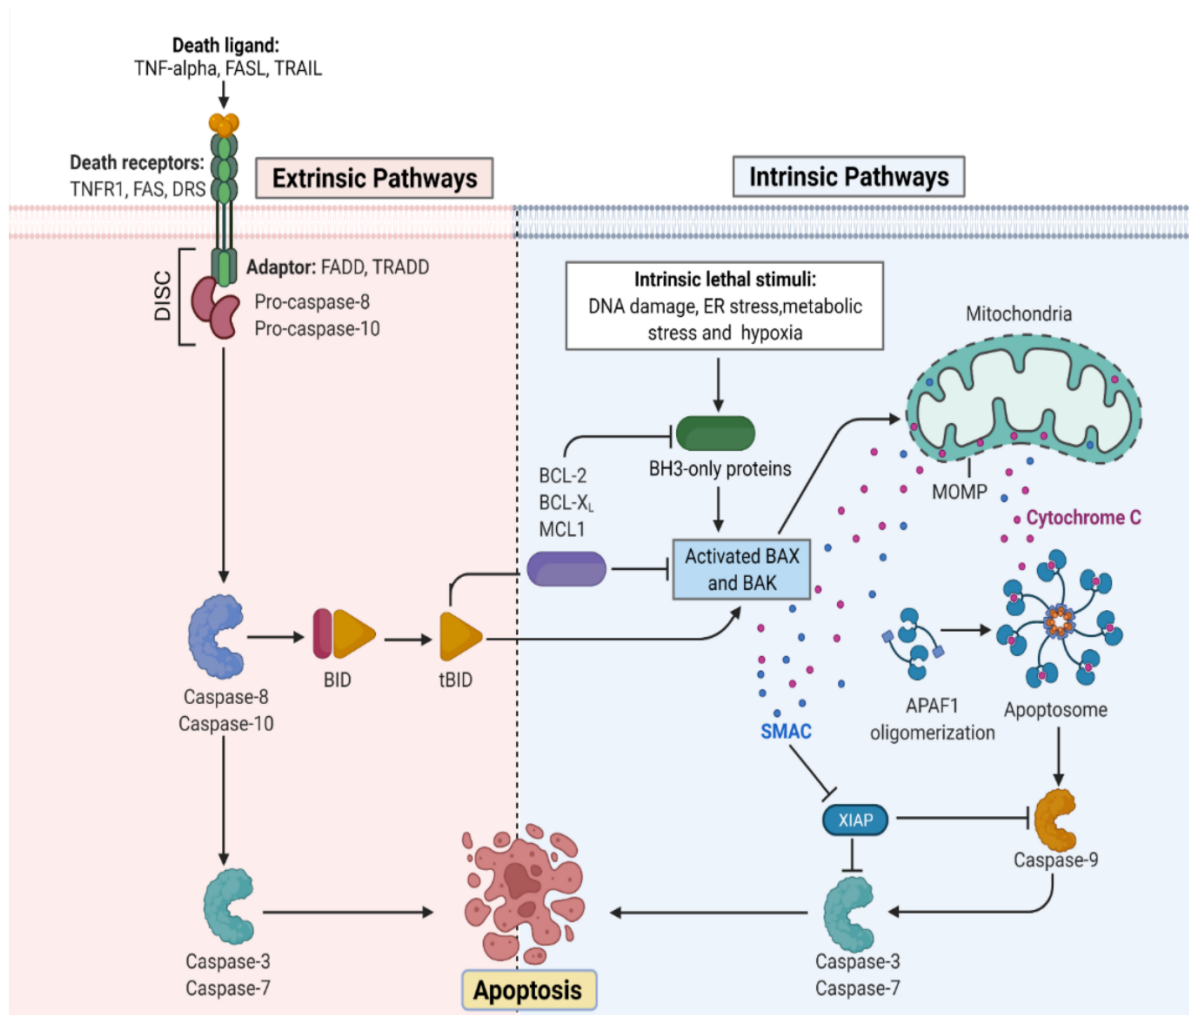 Death ligand:
TNF-alpha, FASL, TRAIL
Death receptors:
TNFR1, FAS, DRS
Extrinsic Pathways
Intrinsic Pathways
DISC
Adaptor: FADD, TRADD
Pro-caspase-8
Pro-caspase-10
Intrinsic lethal stimuli:
DNA damage, ER stress,metabolic
stress and hypoxia
Mitochondria
BCL-2
BCL-XL
MCL1
BH3-only proteins
MOMP
Cytochrome C
Activated BAX
and BAK
Caspase-8
Caspase-10
BID
tBID
SMAC
APAF1
oligomerization
Apoptosome
XIAP
Caspase-9
Caspase-3
Caspase-7
Apoptosis
Caspase-3
Caspase-7